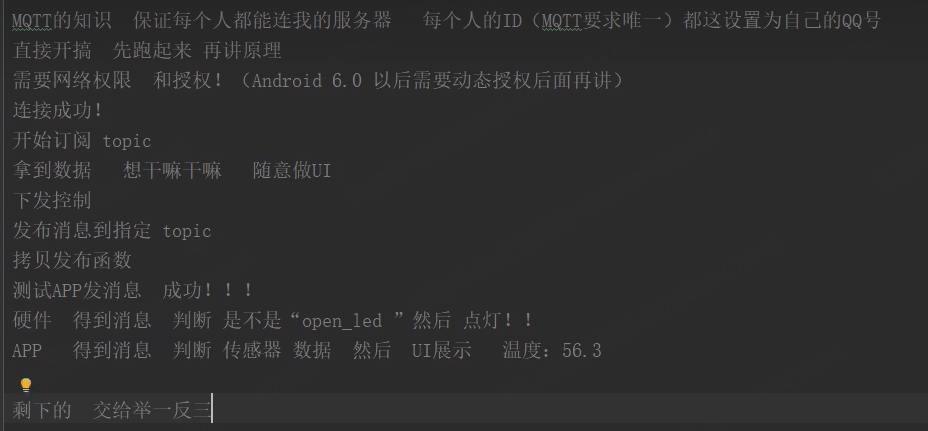 MQTT的知识  保证每个人都能连我的服务器   每个人的ID（MQTT要求唯一）都这设置为自己的QQ号
直接开搞  先跑起来 再讲原理
需要网络权限  和授权！（Android 6.0 以后需要动态授权后面再讲）
连接成功！
开始订阅 topic
拿到数据   想干嘛干嘛   随意做UI
下发控制
发布消息到指定 topic
拷贝发布函数
测试APP发消息  成功！！！
硬件  得到消息  判断 是不是“open_led ”然后 点灯！！
APP   得到消息  判断 传感器 数据  然后  UI展示   温度：56.3
剩下的  交给举一反三